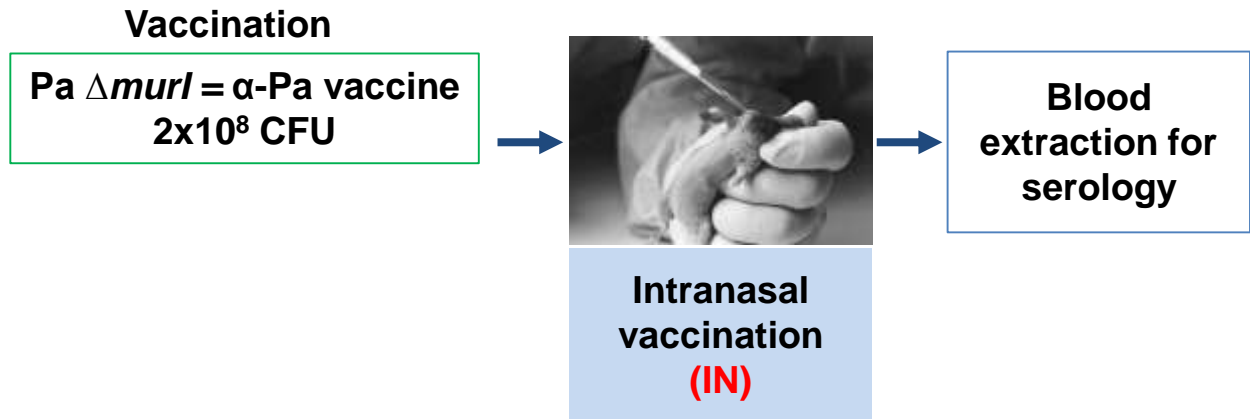 Vaccination
Pa ∆murI = α-Pa vaccine
2x10⁸ CFU
Blood
extraction for
serology
Intranasal
vaccination
(IN)